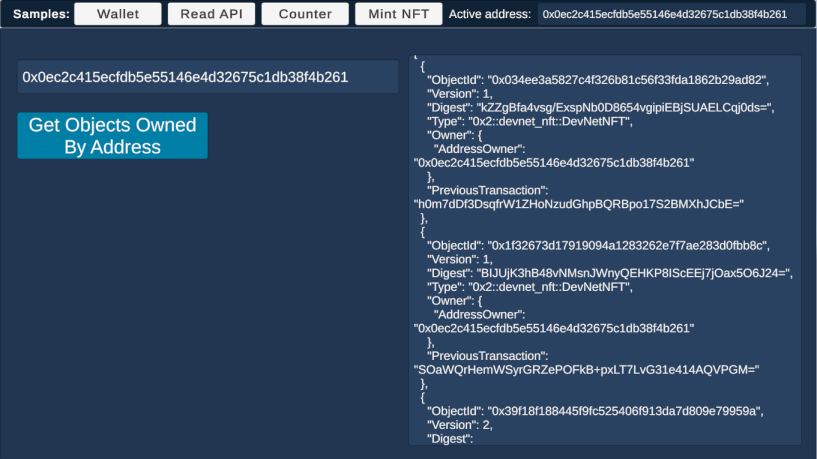 Samples: Wallet Read API Counter Mint NFT Active address: 0x0ec2c415ecfdb5e55146e4d32675c1db38f4b261
0x0ec2c415ecfdb5e55146e4d32675c1db38f4b261
Get Objects Owned
By Address
[
{
"ObjectId": "0x034ee3a5827c4f326b81c56f33fda1862b29ad82",
"Version": 1,
"Digest": "kZZgBfa4vsg/ExspNb0D8654vgipiEBjSUAELCqj0ds=",
"Type": "0x2::devnet_nft::DevNetNFT",
"Owner": {
"AddressOwner":
"0x0ec2c415ecfdb5e55146e4d32675c1db38f4b261"
},
"PreviousTransaction":
"h0m7dDf3DsqfrW1ZHoNzudGhpBQRBpo17S2BMXhJCbE="
},
{
"ObjectId": "0x1f32673d17919094a1283262e7f7ae283d0fbb8c",
"Version": 1,
"Digest": "BIJUjK3hB48vNMsnJWnyQEHKP8IScEEj7jOax5O6J24=",
"Type": "0x2::devnet_nft::DevNetNFT",
"Owner": {
"AddressOwner":
"0x0ec2c415ecfdb5e55146e4d32675c1db38f4b261"
},
"PreviousTransaction":
"SOaWQrHemWSyrGRZePOFkB+pxLT7LvG31e414AQVPGM="
},
{
"ObjectId": "0x39f18f188445f9fc525406f913da7d809e79959a",
"Version": 2,
"Digest":